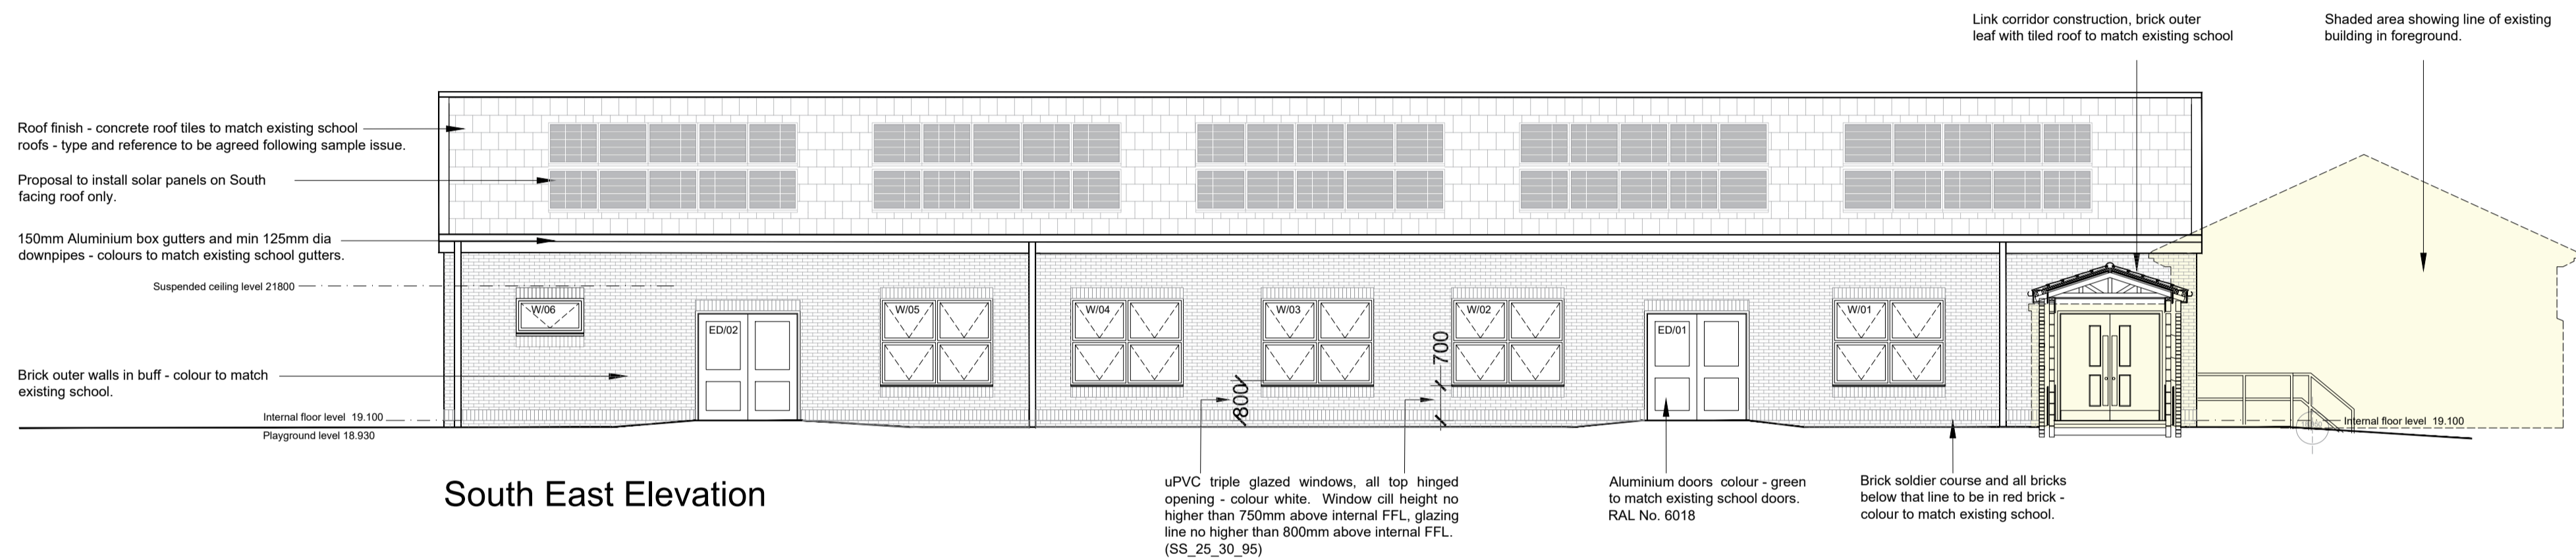 Link corridor construction, brick outer
leaf with tiled roof to match existing school
Shaded area showing line of existing
building in foreground.
Roof finish - concrete roof tiles to match existing school
roofs - type and reference to be agreed following sample issue.
Proposal to install solar panels on South
facing roof only.
150mm Aluminium box gutters and min 125mm dia
downpipes - colours to match existing school gutters.
Suspended ceiling level 21800
W/06
ED/02
W/05
W/04
W/03
W/02
ED/01
W/01
700
800
Brick outer walls in buff - colour to match
existing school.
Internal floor level 19.100
Playground level 18.930
Internal floor level 19.100
South East Elevation
uPVC triple glazed windows, all top hinged
opening - colour white. Window cill height no
higher than 750mm above internal FFL, glazing
line no higher than 800mm above internal FFL.
(SS_25_30_95)
Aluminium doors colour - green
to match existing school doors.
RAL No. 6018
Brick soldier course and all bricks
below that line to be in red brick -
colour to match existing school.